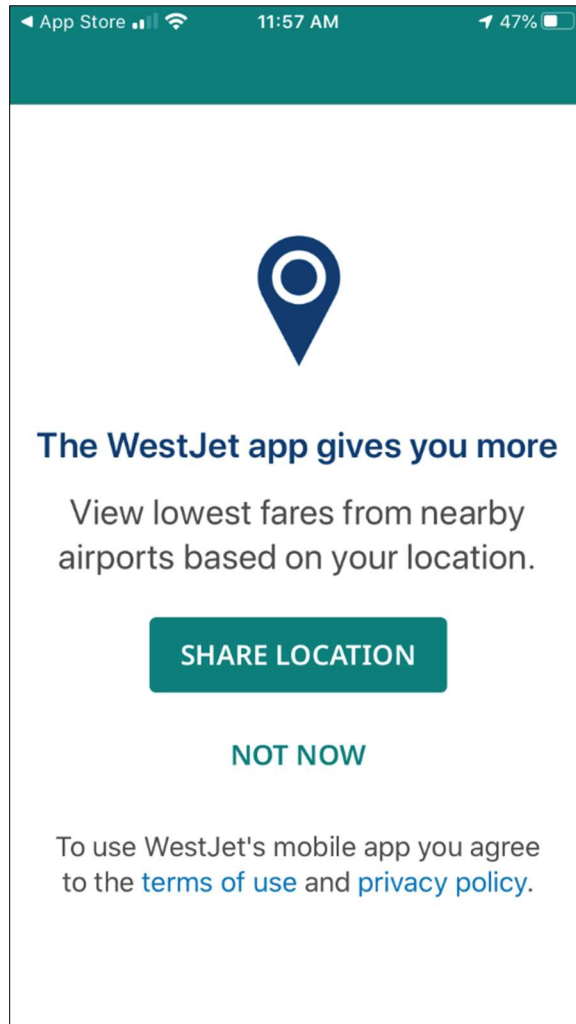 App Store
11:57 AM
47%
The WestJet app gives you more
View lowest fares from nearby
airports based on your location.
SHARE LOCATION
NOT NOW
To use WestJet's mobile app you agree
to the terms of use and privacy policy.